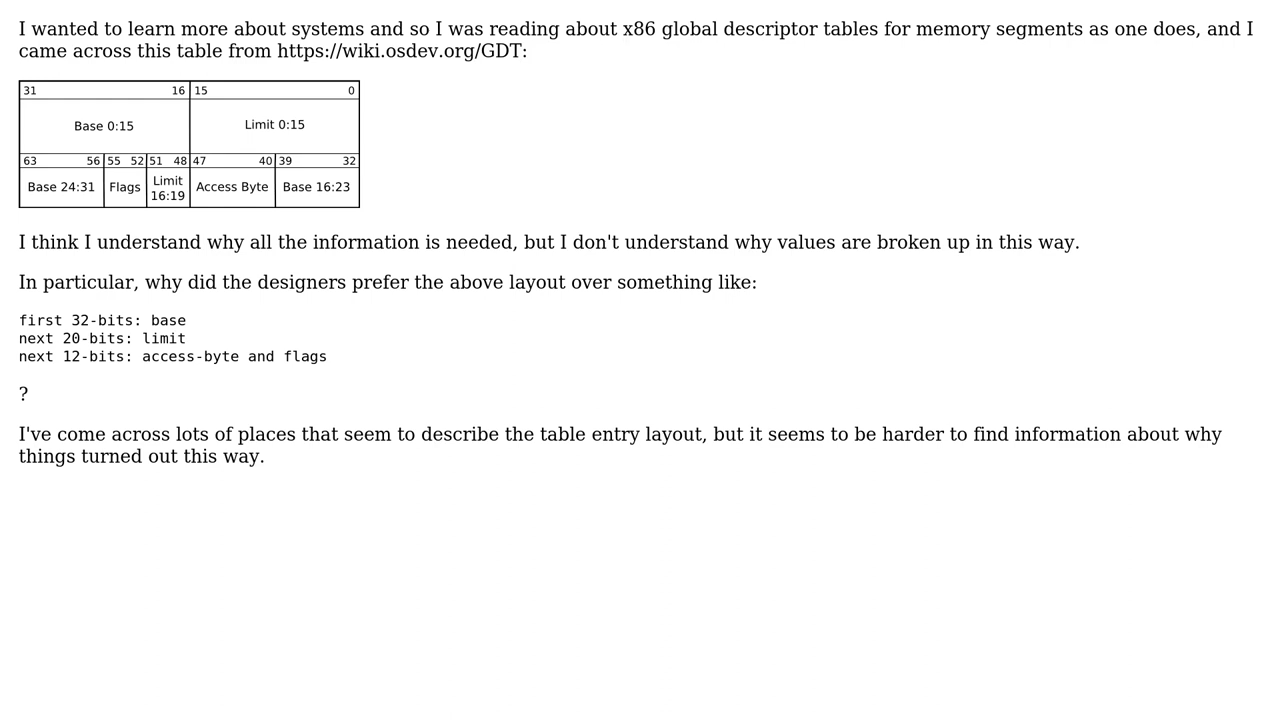 I wanted to learn more about systems and so I was reading about x86 global descriptor tables for memory segments as one does, and I
came across this table from https://wiki.osdev.org/GDT:
31 16 15 0
Base 0:15 Limit 0:15
63 56 55 52 51 48 47 40 39 32
Base 24:31 Flags Limit 16:19 Access Byte Base 16:23
I think I understand why all the information is needed, but I don't understand why values are broken up in this way.
In particular, why did the designers prefer the above layout over something like:
first 32-bits: base
next 20-bits: limit
next 12-bits: access-byte and flags
?
I've come across lots of places that seem to describe the table entry layout, but it seems to be harder to find information about why
things turned out this way.